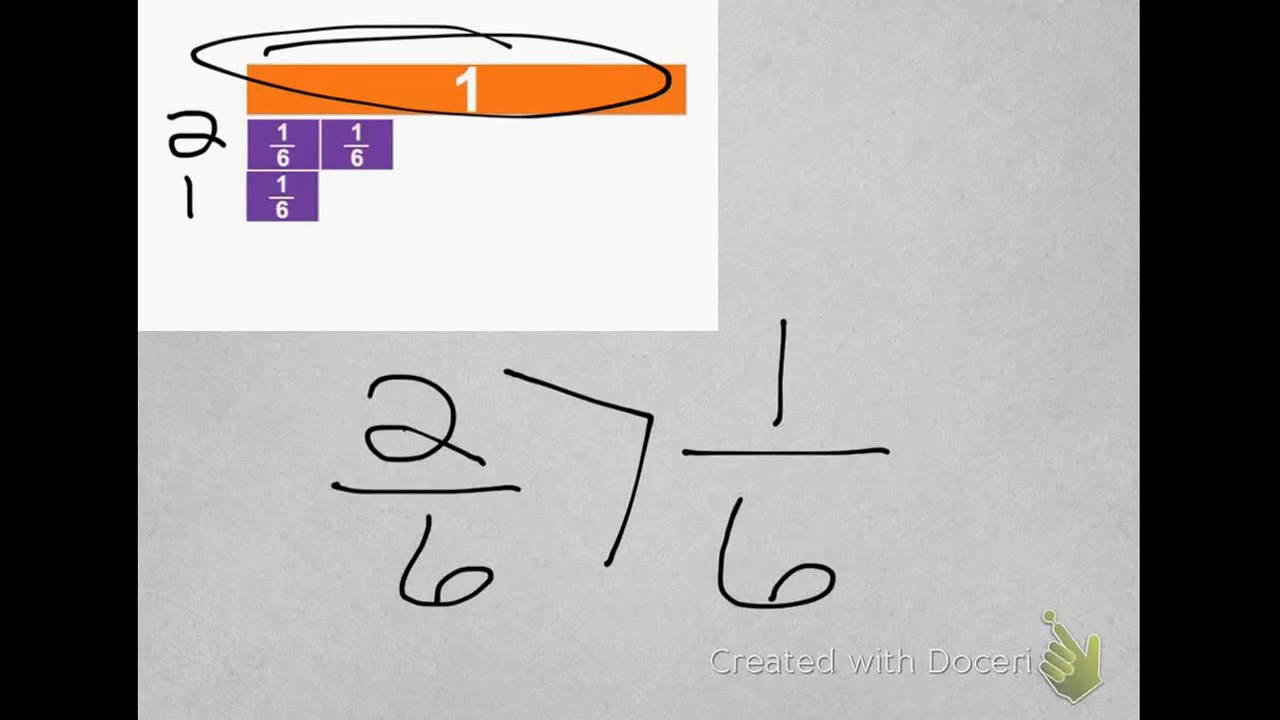 1
2 1/6 1/6
1 1/6
2/6 > 1/6
Created with Doceri